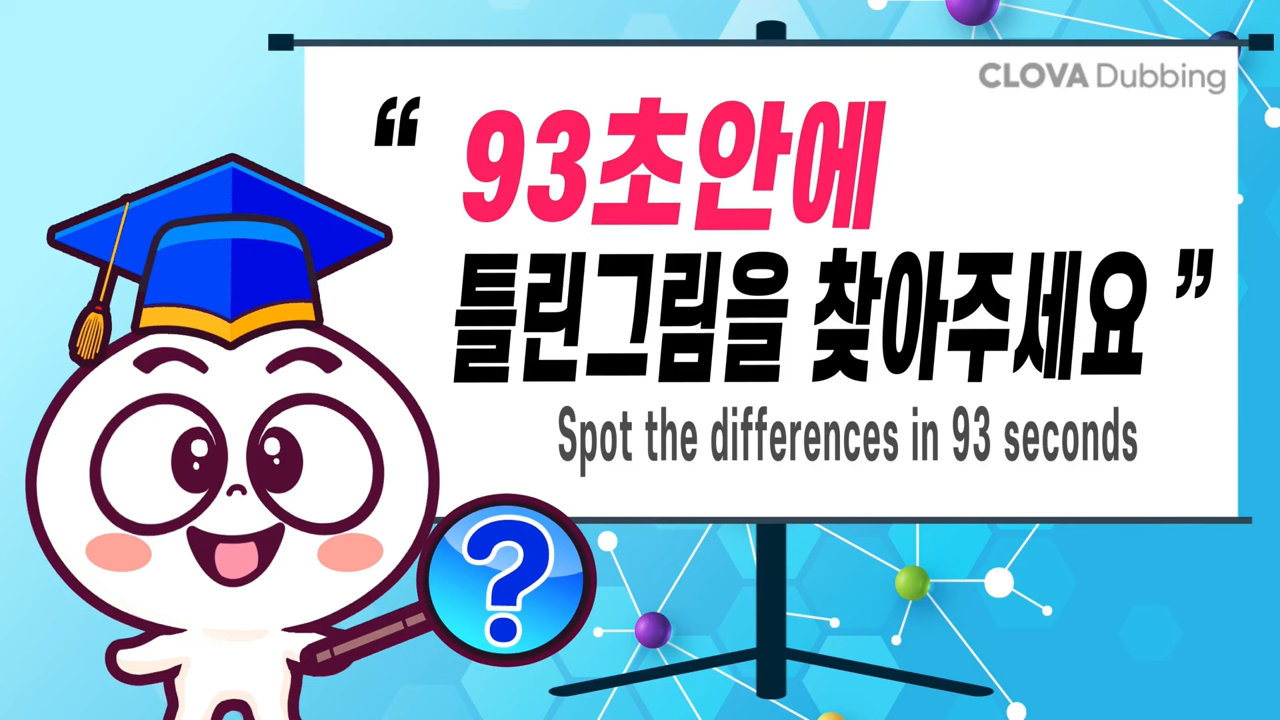 CLOVA Dubbing
“ 93초안에
틀린그림을 찾아주세요 ”
Spot the differences in 93 seconds
?